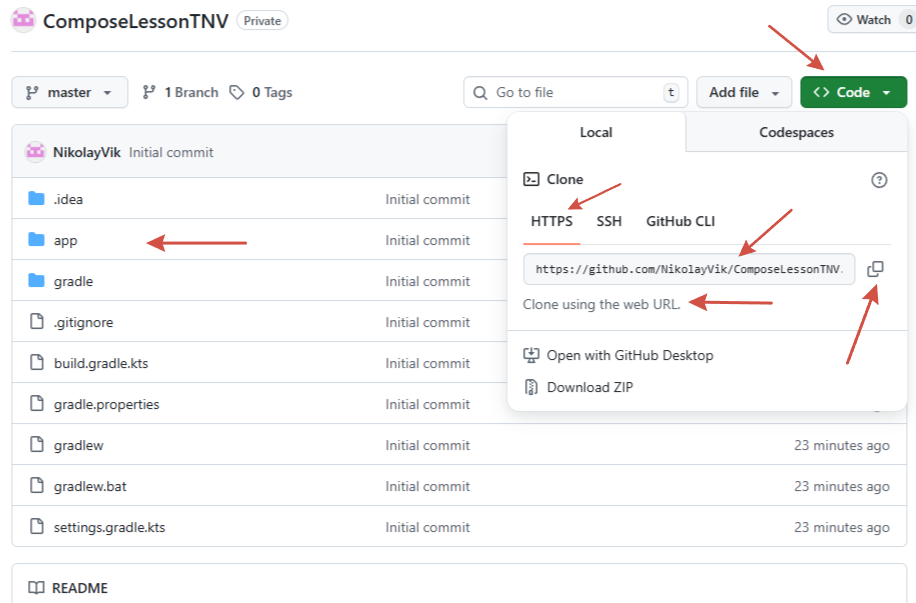 ComposeLessonTNV Private
Watch 0
master 1 Branch 0 Tags Go to file t Add file <> Code
NikolayVik Initial commit
Local Codespaces
Clone
HTTPS SSH GitHub CLI
https://github.com/NikolayVik/ComposeLessonTNV.
Clone using the web URL.
Open with GitHub Desktop
Download ZIP
.idea Initial commit
app Initial commit
gradle Initial commit
.gitignore Initial commit
build.gradle.kts Initial commit
gradle.properties Initial commit
gradlew Initial commit 23 minutes ago
gradlew.bat Initial commit 23 minutes ago
settings.gradle.kts Initial commit 23 minutes ago
README